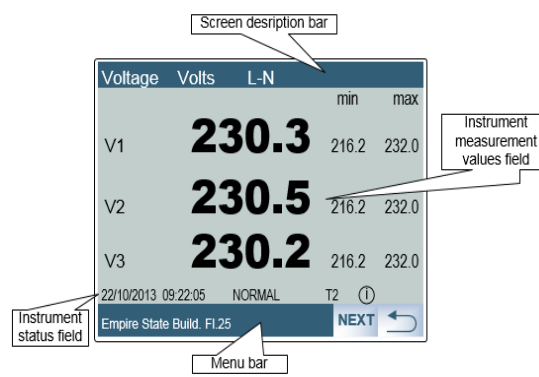 Screen desription bar
Voltage Volts L-N
min max
V1 230.3 216.2 232.0
Instrument
measurement
values field
V2 230.5 216.2 232.0
V3 230.2 216.2 232.0
22/10/2013 09:22:05 NORMAL T2 i
Instrument
status field
Empire State Build. Fl.25 NEXT
Menu bar